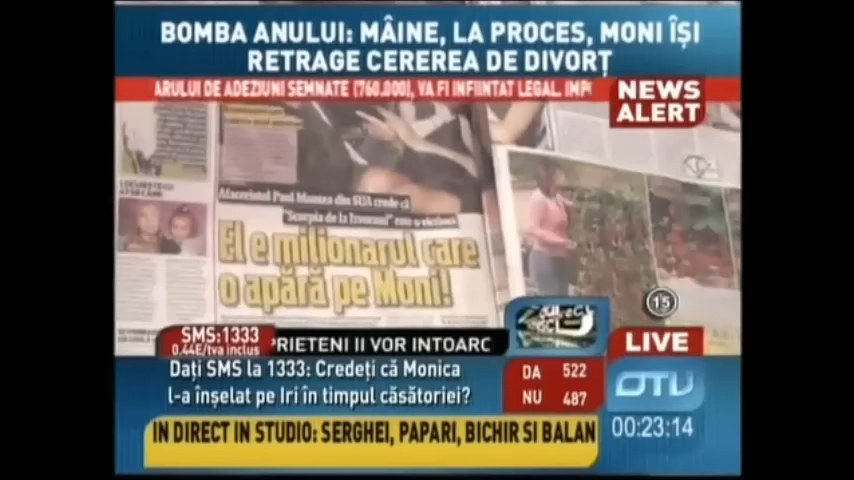 BOMBA ANULUI: MÂINE, LA PROCES, MONI ÎȘI
RETRAGE CEREREA DE DIVORȚ
ARULUI DE ADEZIUNI SEMNATE (760.000), VA FI INFIINTAT LEGAL. IMP
NEWS
ALERT
Afaceristul Paul Muntea din SUA crede că
"Scorpia de la Irancani" este o victimă
El e milionarul care
o apără pe Moni!
15
SMS:1333
0.44E/tva inclus
PRIETENI II VOR INTOARC
LIVE
Dați SMS la 1333: Credeți că Monica
l-a înșelat pe Iri în timpul căsătoriei?
DA 522
NU 487
OTV
00:23:14
IN DIRECT IN STUDIO: SERGHEI, PAPARI, BICHIR SI BALAN